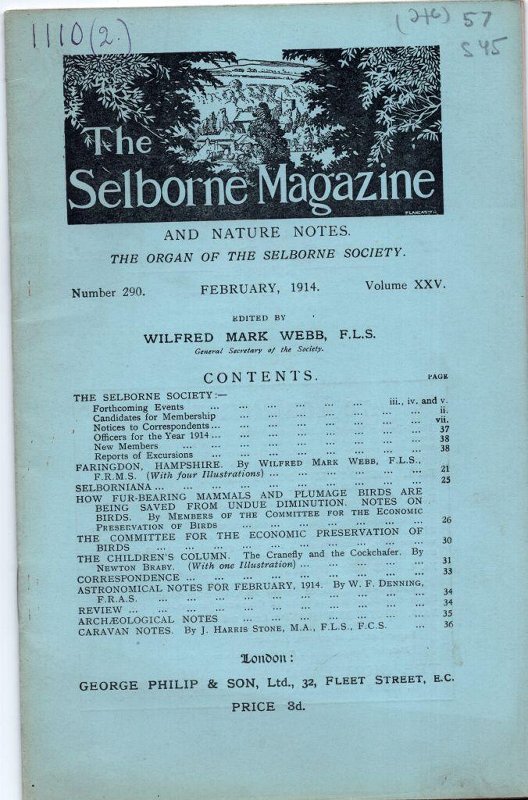 1110 (2.)
(246) 57
S 45
The
Selborne Magazine
AND NATURE NOTES.
THE ORGAN OF THE SELBORNE SOCIETY.
Number 290. FEBRUARY, 1914. Volume XXV.
EDITED BY
WILFRED MARK WEBB, F.L.S.
General Secretary of the Society.
CONTENTS.
PAGE
THE SELBORNE SOCIETY:—
Forthcoming Events ... ... ... ... ... ... iii., iv. and v.
Candidates for Membership ... ... ... ... ... ... ii.
Notices to Correspondents ... ... ... ... ... ... vii.
Officers for the Year 1914 ... ... ... ... ... ... 37
New Members ... ... ... ... ... ... 38
Reports of Excursions ... ... ... ... ... ... 38
FARINGDON, HAMPSHIRE. By Wilfred Mark Webb, F.L.S.,
F.R.M.S. (With four Illustrations) ... ... ... ... ... 21
SELBORNIANA ... ... ... ... ... ... ... 25
HOW FUR-BEARING MAMMALS AND PLUMAGE BIRDS ARE
BEING SAVED FROM UNDUE DIMINUTION. NOTES ON
BIRDS. By Members of the Committee for the Economic
Preservation of Birds ... ... ... ... ... ... 26
THE COMMITTEE FOR THE ECONOMIC PRESERVATION OF
BIRDS ... ... ... ... ... ... ... 30
THE CHILDREN'S COLUMN. The Cranefly and the Cockchafer. By
Newton Braby. (With one Illustration) ... ... ... ... 31
CORRESPONDENCE ... ... ... ... ... ... 33
ASTRONOMICAL NOTES FOR FEBRUARY, 1914. By W. F. Denning,
F.R.A.S. ... ... ... ... ... ... ... 34
REVIEW ... ... ... ... ... ... ... 34
ARCHÆOLOGICAL NOTES ... ... ... ... ... ... 35
CARAVAN NOTES. By J. Harris Stone, M.A., F.L.S., F.C.S. ... 36
London:
GEORGE PHILIP & SON, Ltd., 32, FLEET STREET, E.C.
PRICE 3d.